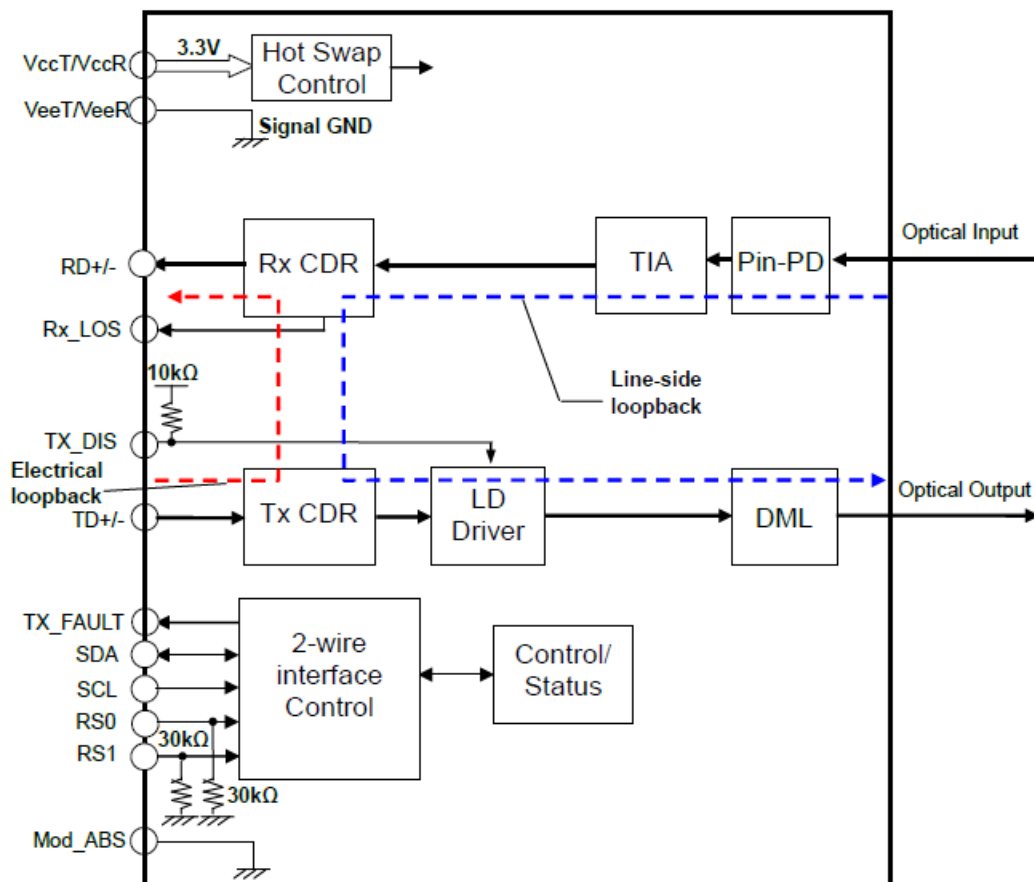 VccT/VccR
3.3V
Hot Swap
Control
VeeT/VeeR
Signal GND
RD+/-
Rx CDR
TIA
Pin-PD
Optical Input
Rx_LOS
10kΩ
Line-side
loopback
TX_DIS
Electrical
loopback
TD+/-
Tx CDR
LD
Driver
DML
Optical Output
TX_FAULT
SDA
SCL
RS0
RS1
2-wire
interface
Control
Control/
Status
30kΩ
30kΩ
Mod_ABS